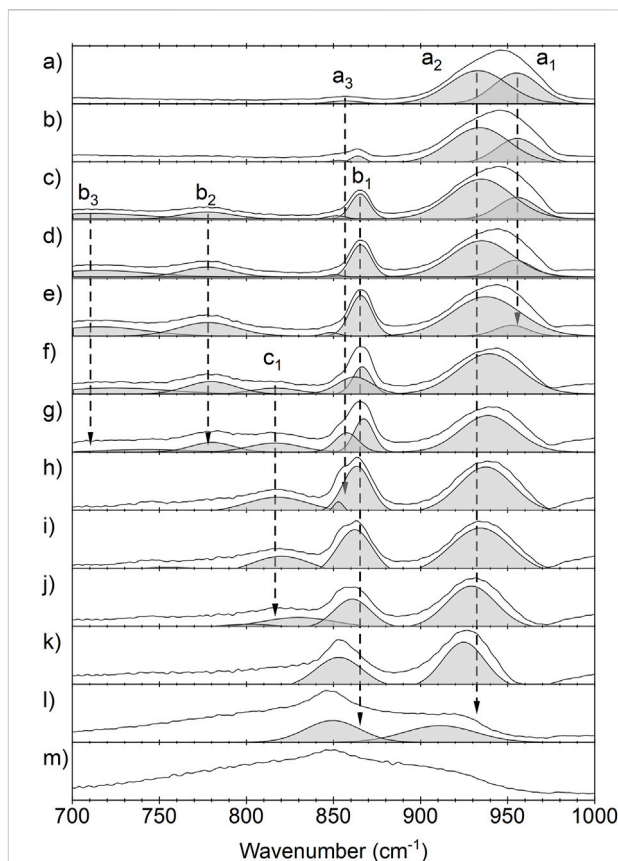 a)
a₃
a₂
a₁
b)
c)
b₃
b₂
b₁
d)
e)
f)
c₁
g)
h)
i)
j)
k)
l)
m)
700 750 800 850 900 950 1000
Wavenumber (cm⁻¹)